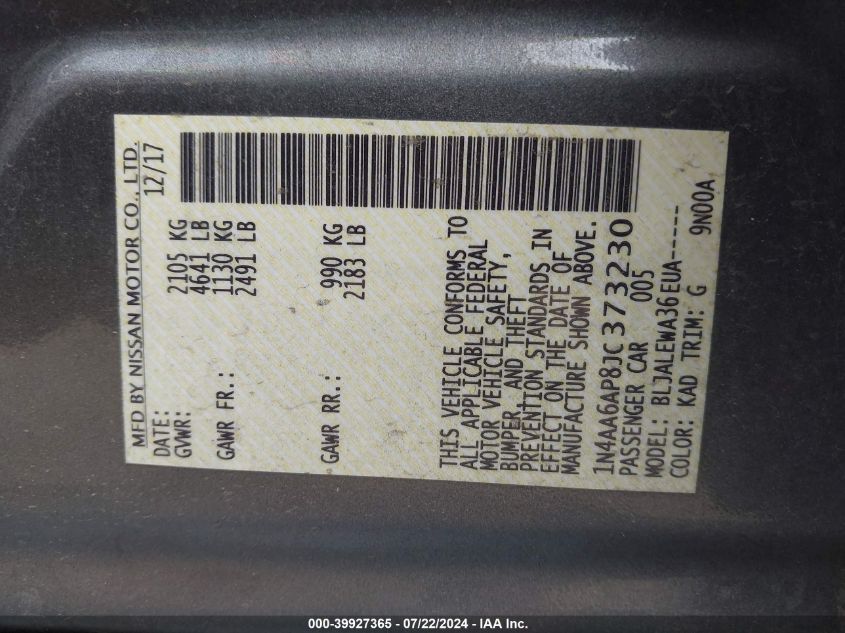 MFD BY NISSAN MOTOR CO., LTD.
DATE: 12/17
GVWR: 2105 KG
4641 LB
GAWR FR.: 1130 KG
2491 LB
GAWR RR.: 990 KG
2183 LB
THIS VEHICLE CONFORMS TO
ALL APPLICABLE FEDERAL
MOTOR VEHICLE SAFETY,
BUMPER, AND THEFT
PREVENTION STANDARDS IN
EFFECT ON THE DATE OF
MANUFACTURE SHOWN ABOVE.
1N4AA6AP8JC373230
PASSENGER CAR 005
MODEL: BLJALEWA36EUA-----
COLOR: KAD TRIM: G 9N00A
000-39927365 - 07/22/2024 - IAA Inc.